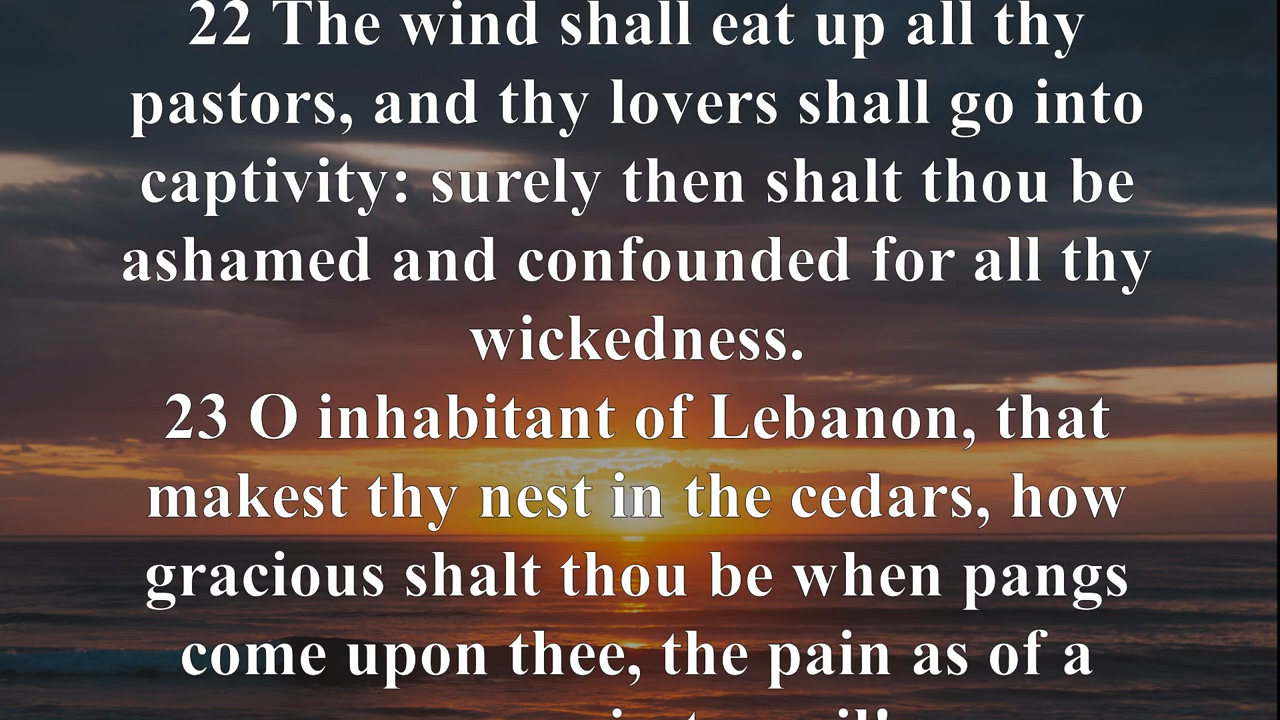 22 The wind shall eat up all thy
pastors, and thy lovers shall go into
captivity: surely then shalt thou be
ashamed and confounded for all thy
wickedness.
23 O inhabitant of Lebanon, that
makest thy nest in the cedars, how
gracious shalt thou be when pangs
come upon thee, the pain as of a